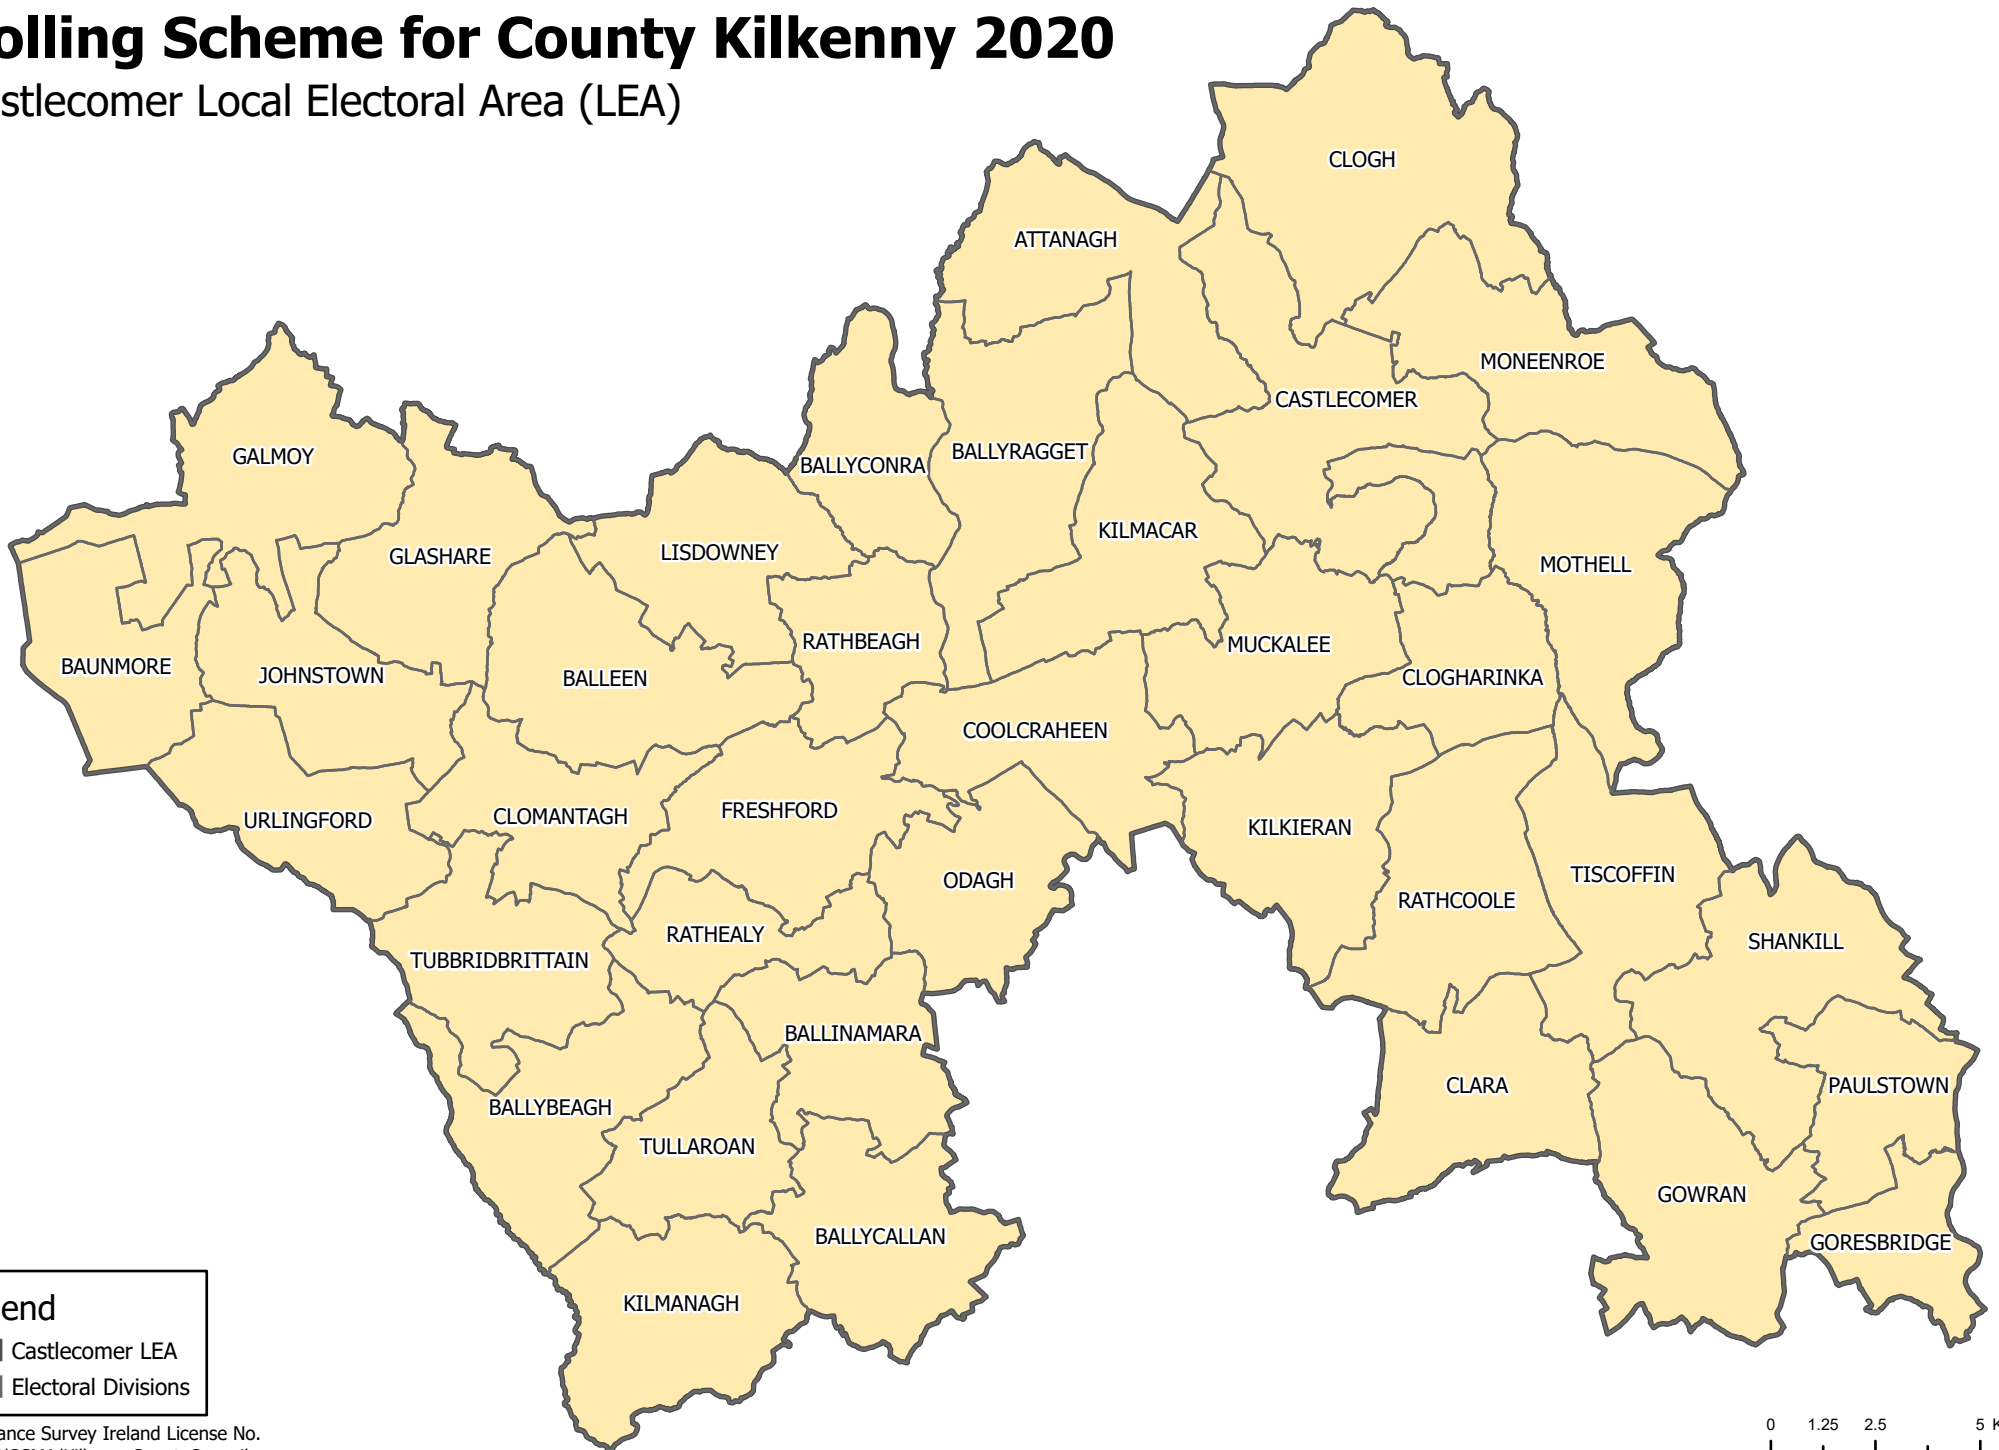 olling Scheme for County Kilkenny 2020
stlecomer Local Electoral Area (LEA)
CLOGH
ATTANAGH
MONEENROE
CASTLECOMER
BALLYRAGGET
GALMOY
BALLYCONRA
KILMACAR
LISDOWNEY
GLASHARE
MOTHELL
RATHBEAGH
MUCKALEE
BAUNMORE
JOHNSTOWN
BALLEEN
CLOGHARINKA
COOLCRAHEEN
FRESHFORD
CLOMANTAGH
URLINGFORD
KILKIERAN
TISCOFFIN
ODAGH
RATHCOOLE
RATHEALY
SHANKILL
TUBBRIDBRITTAIN
BALLINAMARA
CLARA
PAULSTOWN
BALLYBEAGH
TULLAROAN
GOWRAN
BALLYCALLAN
GORESBRIDGE
KILMANAGH
end
Castlecomer LEA
Electoral Divisions
ance Survey Ireland License No.
0 1.25 2.5 5 K